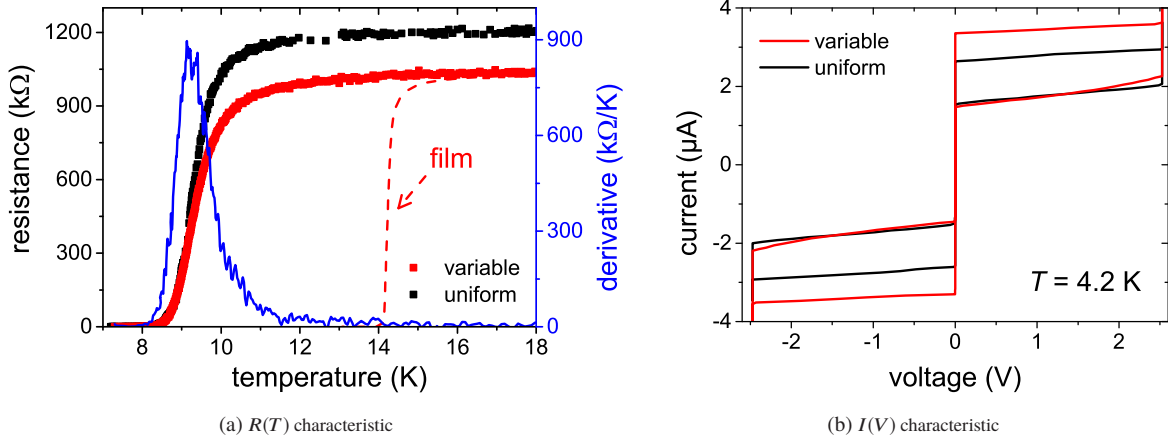 1200
900
600
300
0
resistance (kΩ)
8 10 12 14 16 18
temperature (K)
900
600
300
0
derivative (kΩ/K)
film
variable
uniform
(a) R(T) characteristic
4
2
0
-2
-4
current (µA)
-2 -1 0 1 2
voltage (V)
variable
uniform
T = 4.2 K
(b) I(V) characteristic